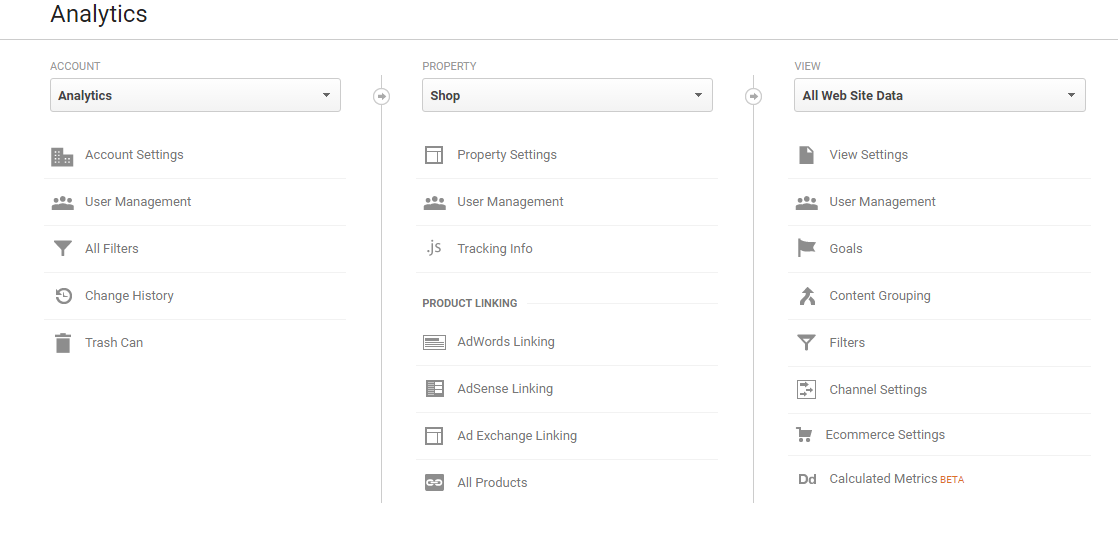 Analytics
ACCOUNT
Analytics
Account Settings
User Management
All Filters
Change History
Trash Can
PROPERTY
Shop
Property Settings
User Management
.js Tracking Info
PRODUCT LINKING
AdWords Linking
AdSense Linking
Ad Exchange Linking
All Products
VIEW
All Web Site Data
View Settings
User Management
Goals
Content Grouping
Filters
Channel Settings
Ecommerce Settings
Dd Calculated Metrics BETA